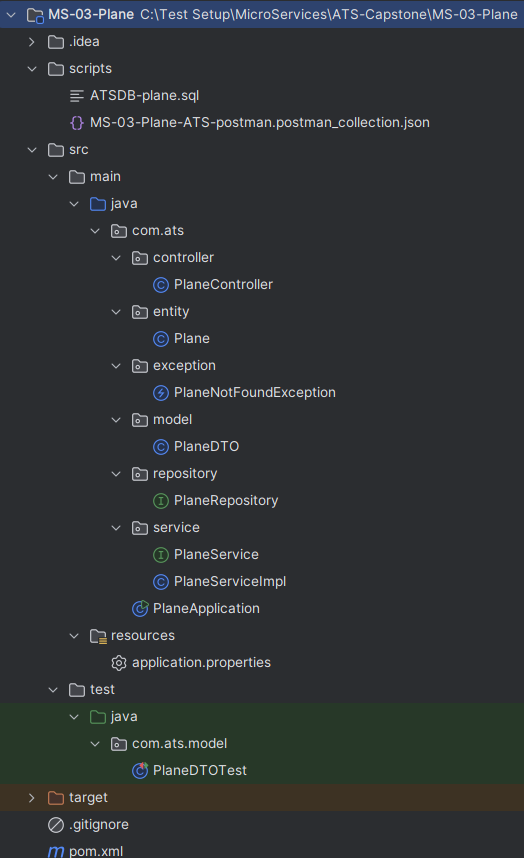 MS-03-Plane C:\Test Setup\MicroServices\ATS-Capstone\MS-03-Plane
.idea
scripts
ATSDB-plane.sql
MS-03-Plane-ATS-postman.postman_collection.json
src
main
java
com.ats
controller
PlaneController
entity
Plane
exception
PlaneNotFoundException
model
PlaneDTO
repository
PlaneRepository
service
PlaneService
PlaneServiceImpl
PlaneApplication
resources
application.properties
test
java
com.ats.model
PlaneDTOTest
target
.gitignore
pom.xml